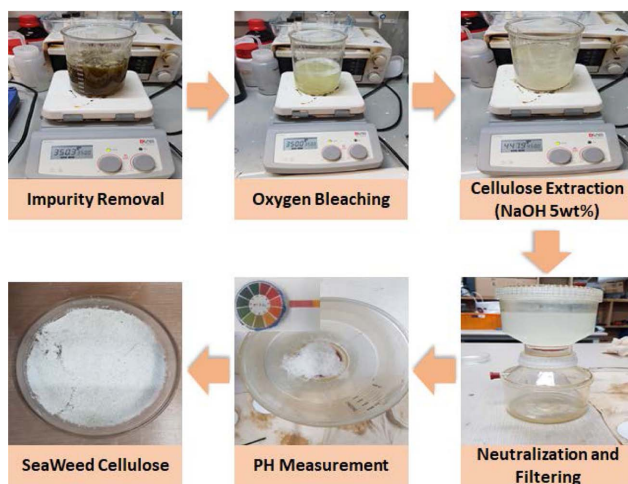 Impurity Removal
Oxygen Bleaching
Cellulose Extraction
(NaOH 5wt%)
SeaWeed Cellulose
PH Measurement
Neutralization and
Filtering